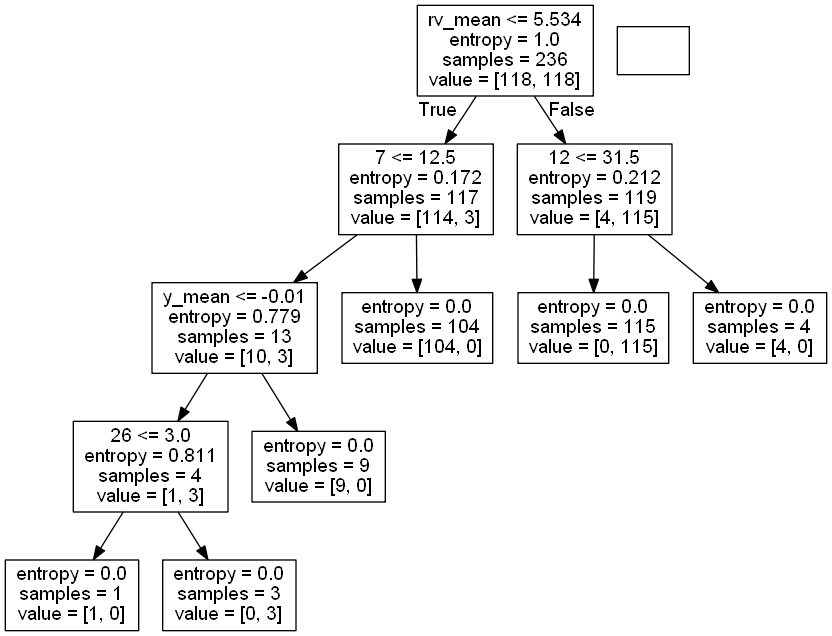 rv_mean <= 5.534
entropy = 1.0
samples = 236
value = [118, 118]
True
False
7 <= 12.5
entropy = 0.172
samples = 117
value = [114, 3]
12 <= 31.5
entropy = 0.212
samples = 119
value = [4, 115]
y_mean <= -0.01
entropy = 0.779
samples = 13
value = [10, 3]
entropy = 0.0
samples = 104
value = [104, 0]
entropy = 0.0
samples = 115
value = [0, 115]
entropy = 0.0
samples = 4
value = [4, 0]
26 <= 3.0
entropy = 0.811
samples = 4
value = [1, 3]
entropy = 0.0
samples = 9
value = [9, 0]
entropy = 0.0
samples = 1
value = [1, 0]
entropy = 0.0
samples = 3
value = [0, 3]